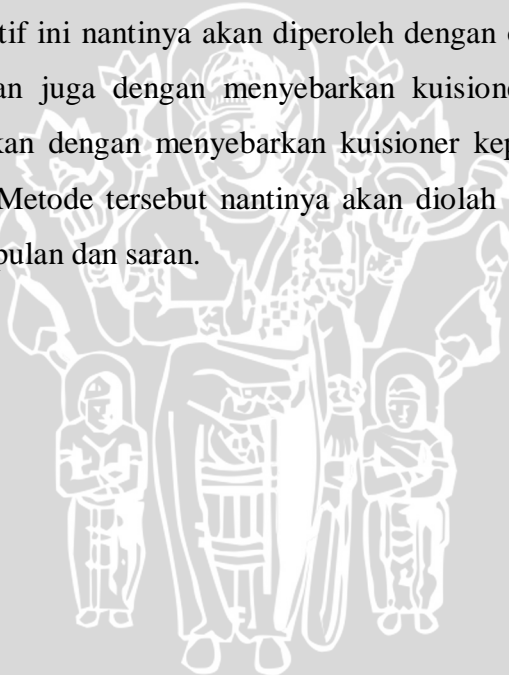 tif ini nantinya akan diperoleh dengan
an juga dengan menyebarkan kuisione
kan dengan menyebarkan kuisioner kep
Metode tersebut nantinya akan diolah
pulan dan saran.